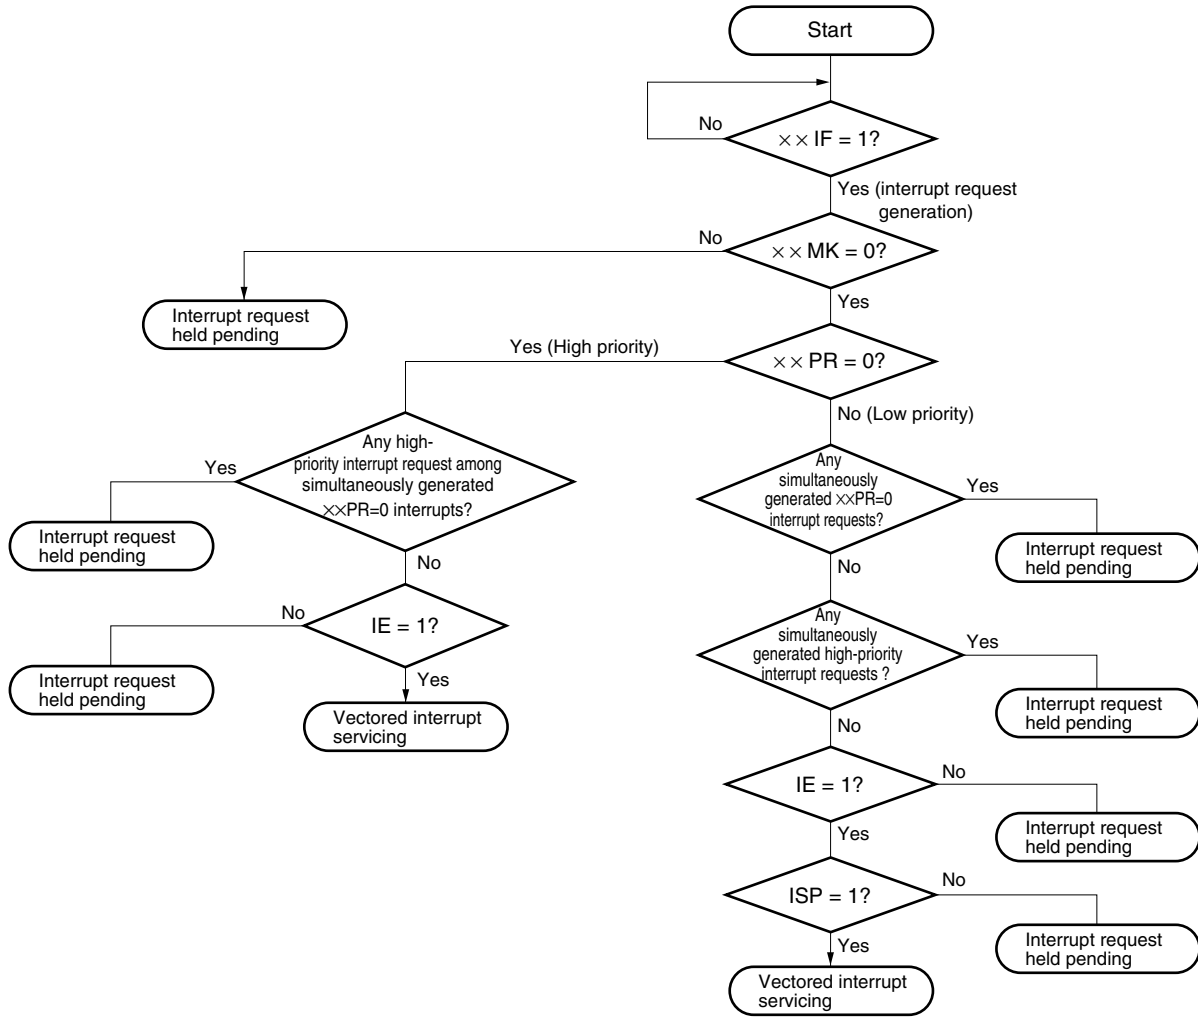 Start
No
×× IF = 1?
Yes (interrupt request
generation)
No
×× MK = 0?
Interrupt request
held pending
Yes
Yes (High priority)
×× PR = 0?
No (Low priority)
Any high-
priority interrupt request among
simultaneously generated
××PR=0 interrupts?
Yes
Interrupt request
held pending
No
No
IE = 1?
Interrupt request
held pending
Yes
Vectored interrupt
servicing
Any
simultaneously
generated ××PR=0
interrupt requests?
Yes
Interrupt request
held pending
No
Any
simultaneously
generated high-priority
interrupt requests ?
Yes
Interrupt request
held pending
No
IE = 1?
No
Interrupt request
held pending
Yes
ISP = 1?
No
Interrupt request
held pending
Yes
Vectored interrupt
servicing